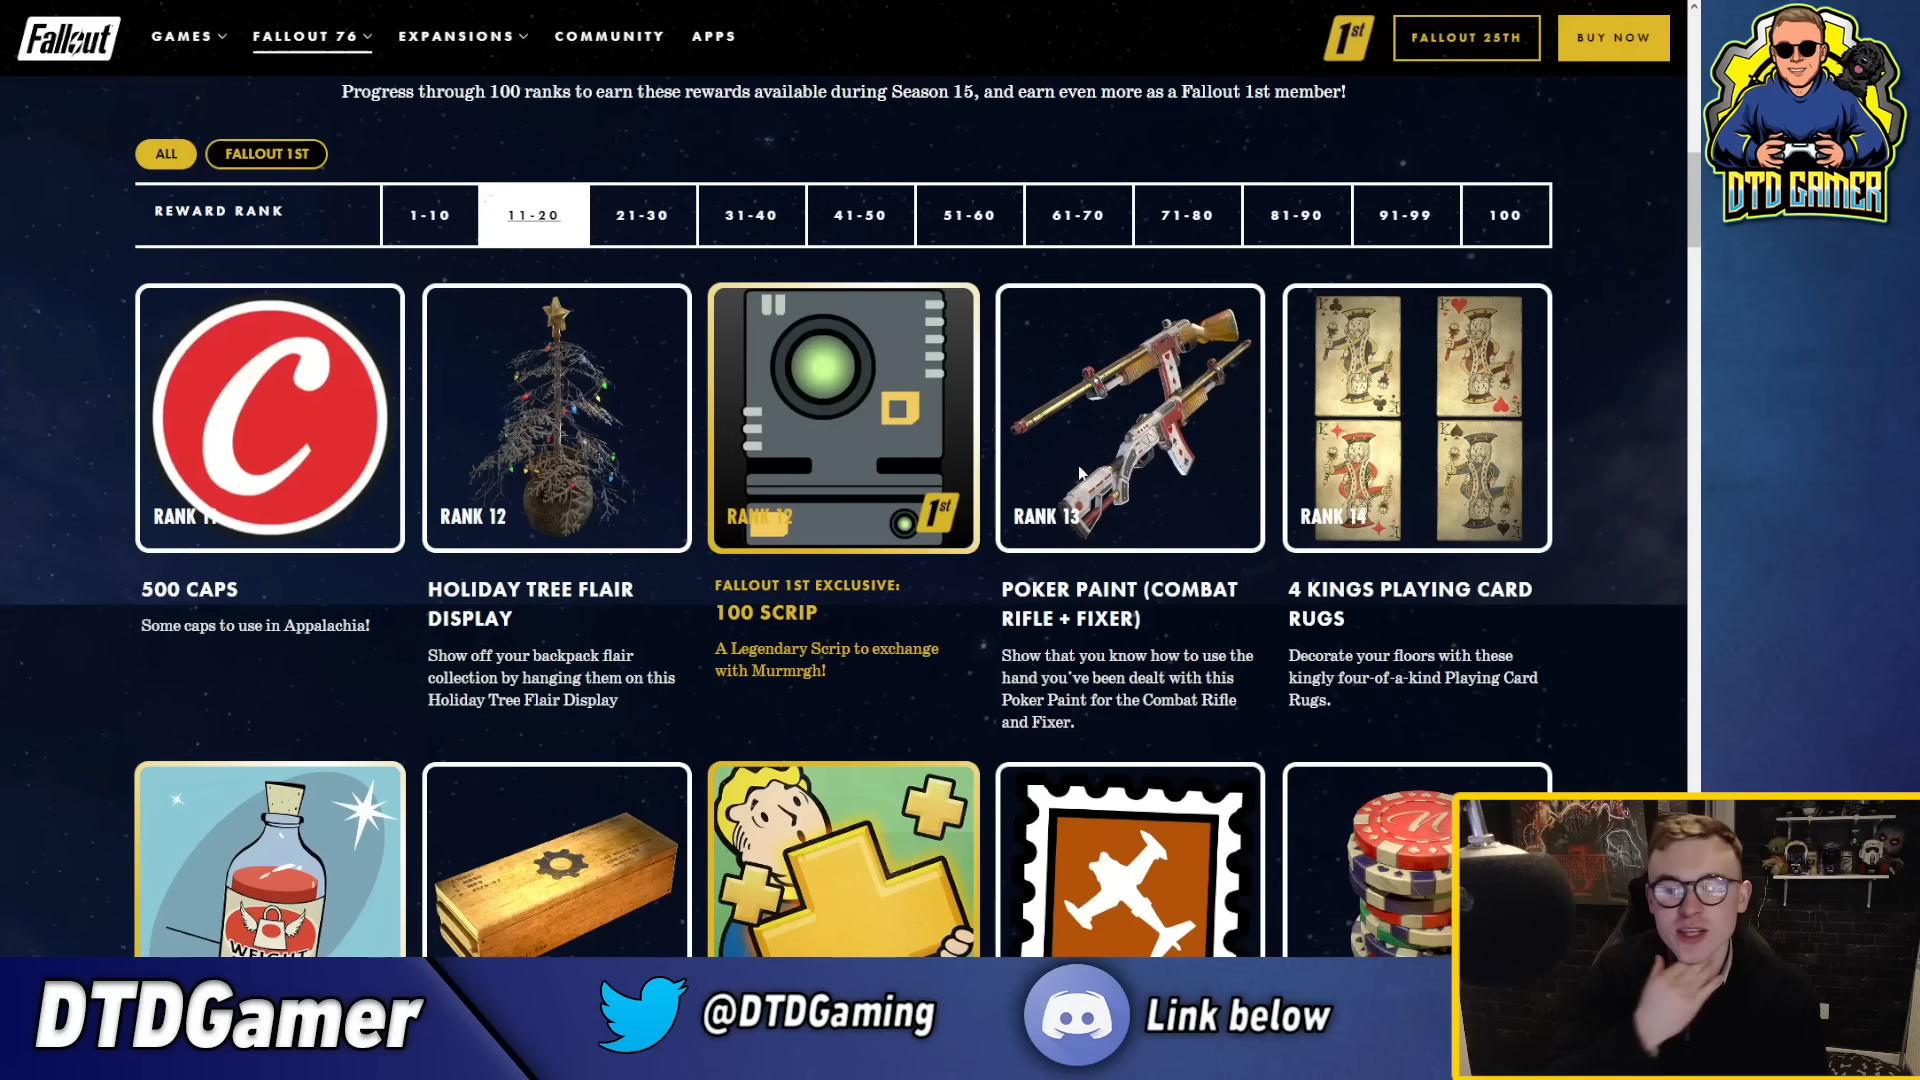 Fallout
GAMES
FALLOUT 76
EXPANSIONS
COMMUNITY
APPS
1st
FALLOUT 25TH
BUY NOW
DTD GAMER
Progress through 100 ranks to earn these rewards available during Season 15, and earn even more as a Fallout 1st member!
ALL
FALLOUT 1ST
REWARD RANK
1-10
11-20
21-30
31-40
41-50
51-60
61-70
71-80
81-90
91-99
100
C
RANK 11
RANK 12
RANK 12
1st
RANK 13
K
K
K
K
RANK 14
500 CAPS
Some caps to use in Appalachia!
HOLIDAY TREE FLAIR
DISPLAY
Show off your backpack flair
collection by hanging them on this
Holiday Tree Flair Display
FALLOUT 1ST EXCLUSIVE:
100 SCRIP
A Legendary Scrip to exchange
with Murmrgh!
POKER PAINT (COMBAT
RIFLE + FIXER)
Show that you know how to use the
hand you've been dealt with this
Poker Paint for the Combat Rifle
and Fixer.
4 KINGS PLAYING CARD
RUGS
Decorate your floors with these
kingly four-of-a-kind Playing Card
Rugs.
WEIGHT
DTDGamer
@DTDGaming
Link below